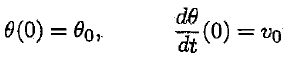 θ(0) = θ₀, dθ/dt(0) = v₀